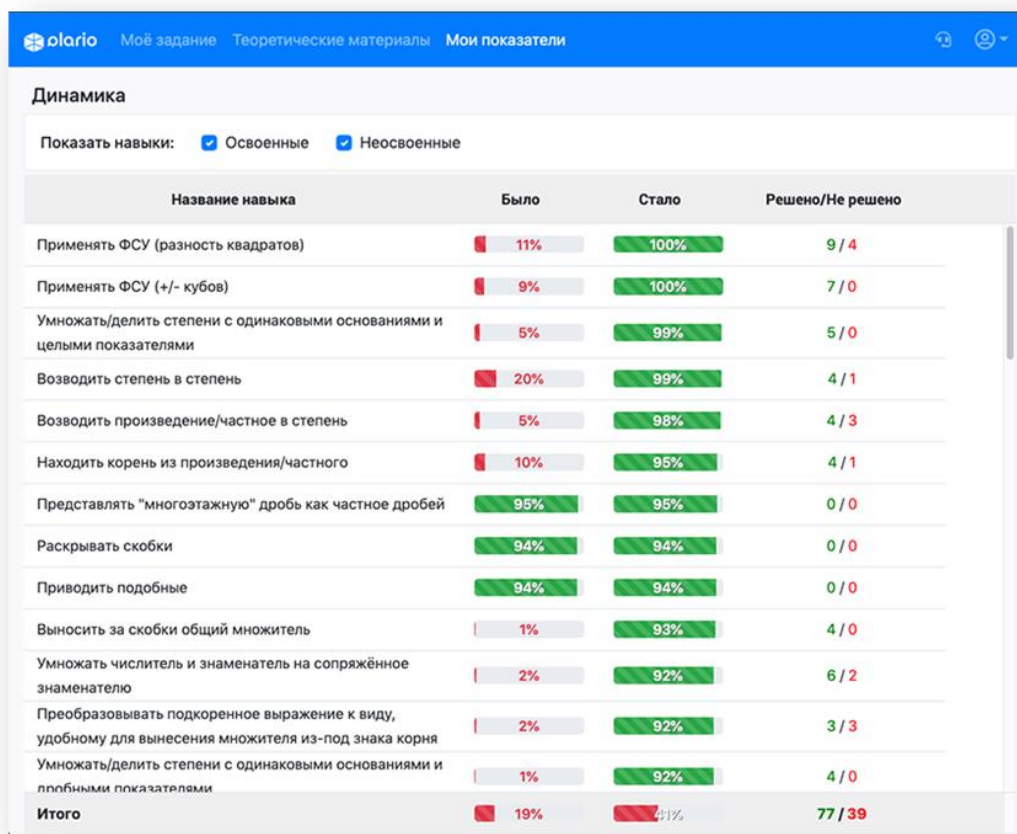 plario Моё задание Теоретические материалы Мои показатели
Динамика
Показать навыки: Освоенные Неосвоенные
Название навыка Было Стало Решено/Не решено
Применять ФСУ (разность квадратов) 11% 100% 9 / 4
Применять ФСУ (+/- кубов) 9% 100% 7 / 0
Умножать/делить степени с одинаковыми основаниями и
целыми показателями 5% 99% 5 / 0
Возводить степень в степень 20% 99% 4 / 1
Возводить произведение/частное в степень 5% 98% 4 / 3
Находить корень из произведения/частного 10% 95% 4 / 1
Представлять "многоэтажную" дробь как частное дробей 95% 95% 0 / 0
Раскрывать скобки 94% 94% 0 / 0
Приводить подобные 94% 94% 0 / 0
Выносить за скобки общий множитель 1% 93% 4 / 0
Умножать числитель и знаменатель на сопряжённое
знаменателю 2% 92% 6 / 2
Преобразовывать подкоренное выражение к виду,
удобному для вынесения множителя из-под знака корня 2% 92% 3 / 3
Умножать/делить степени с одинаковыми основаниями и
дробными показателями 1% 92% 4 / 0
Итого 19% 41% 77 / 39